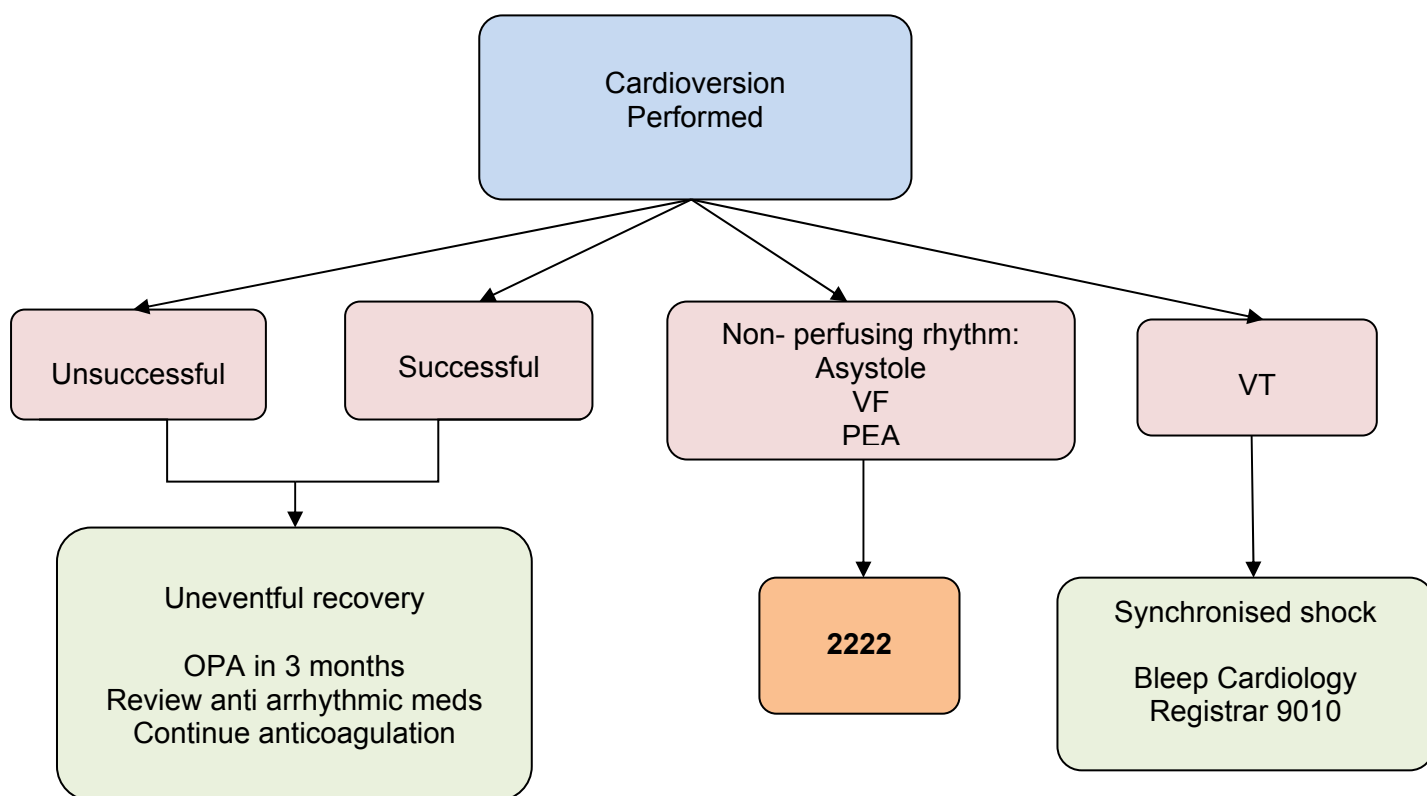 Cardioversion
Performed
Unsuccessful
Successful
Non- perfusing rhythm:
Asystole
VF
PEA
VT
Uneventful recovery
OPA in 3 months
Review anti arrhythmic meds
Continue anticoagulation
2222
Synchronised shock
Bleep Cardiology
Registrar 9010